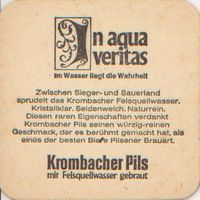 In aqua
veritas
Im Wasser liegt die Wahrheit
Zwischen Sieger- und Sauerland
sprudelt das Krombacher Felsquellwasser.
Kristallklar. Seidenweich. Naturrein.
Diesen raren Eigenschaften verdankt
Krombacher Pils seinen würzig-reinen
Geschmack, der es berühmt gemacht hat, als
eines der besten Biere Pilsener Brauart.
Krombacher Pils
mit Felsquellwasser gebraut